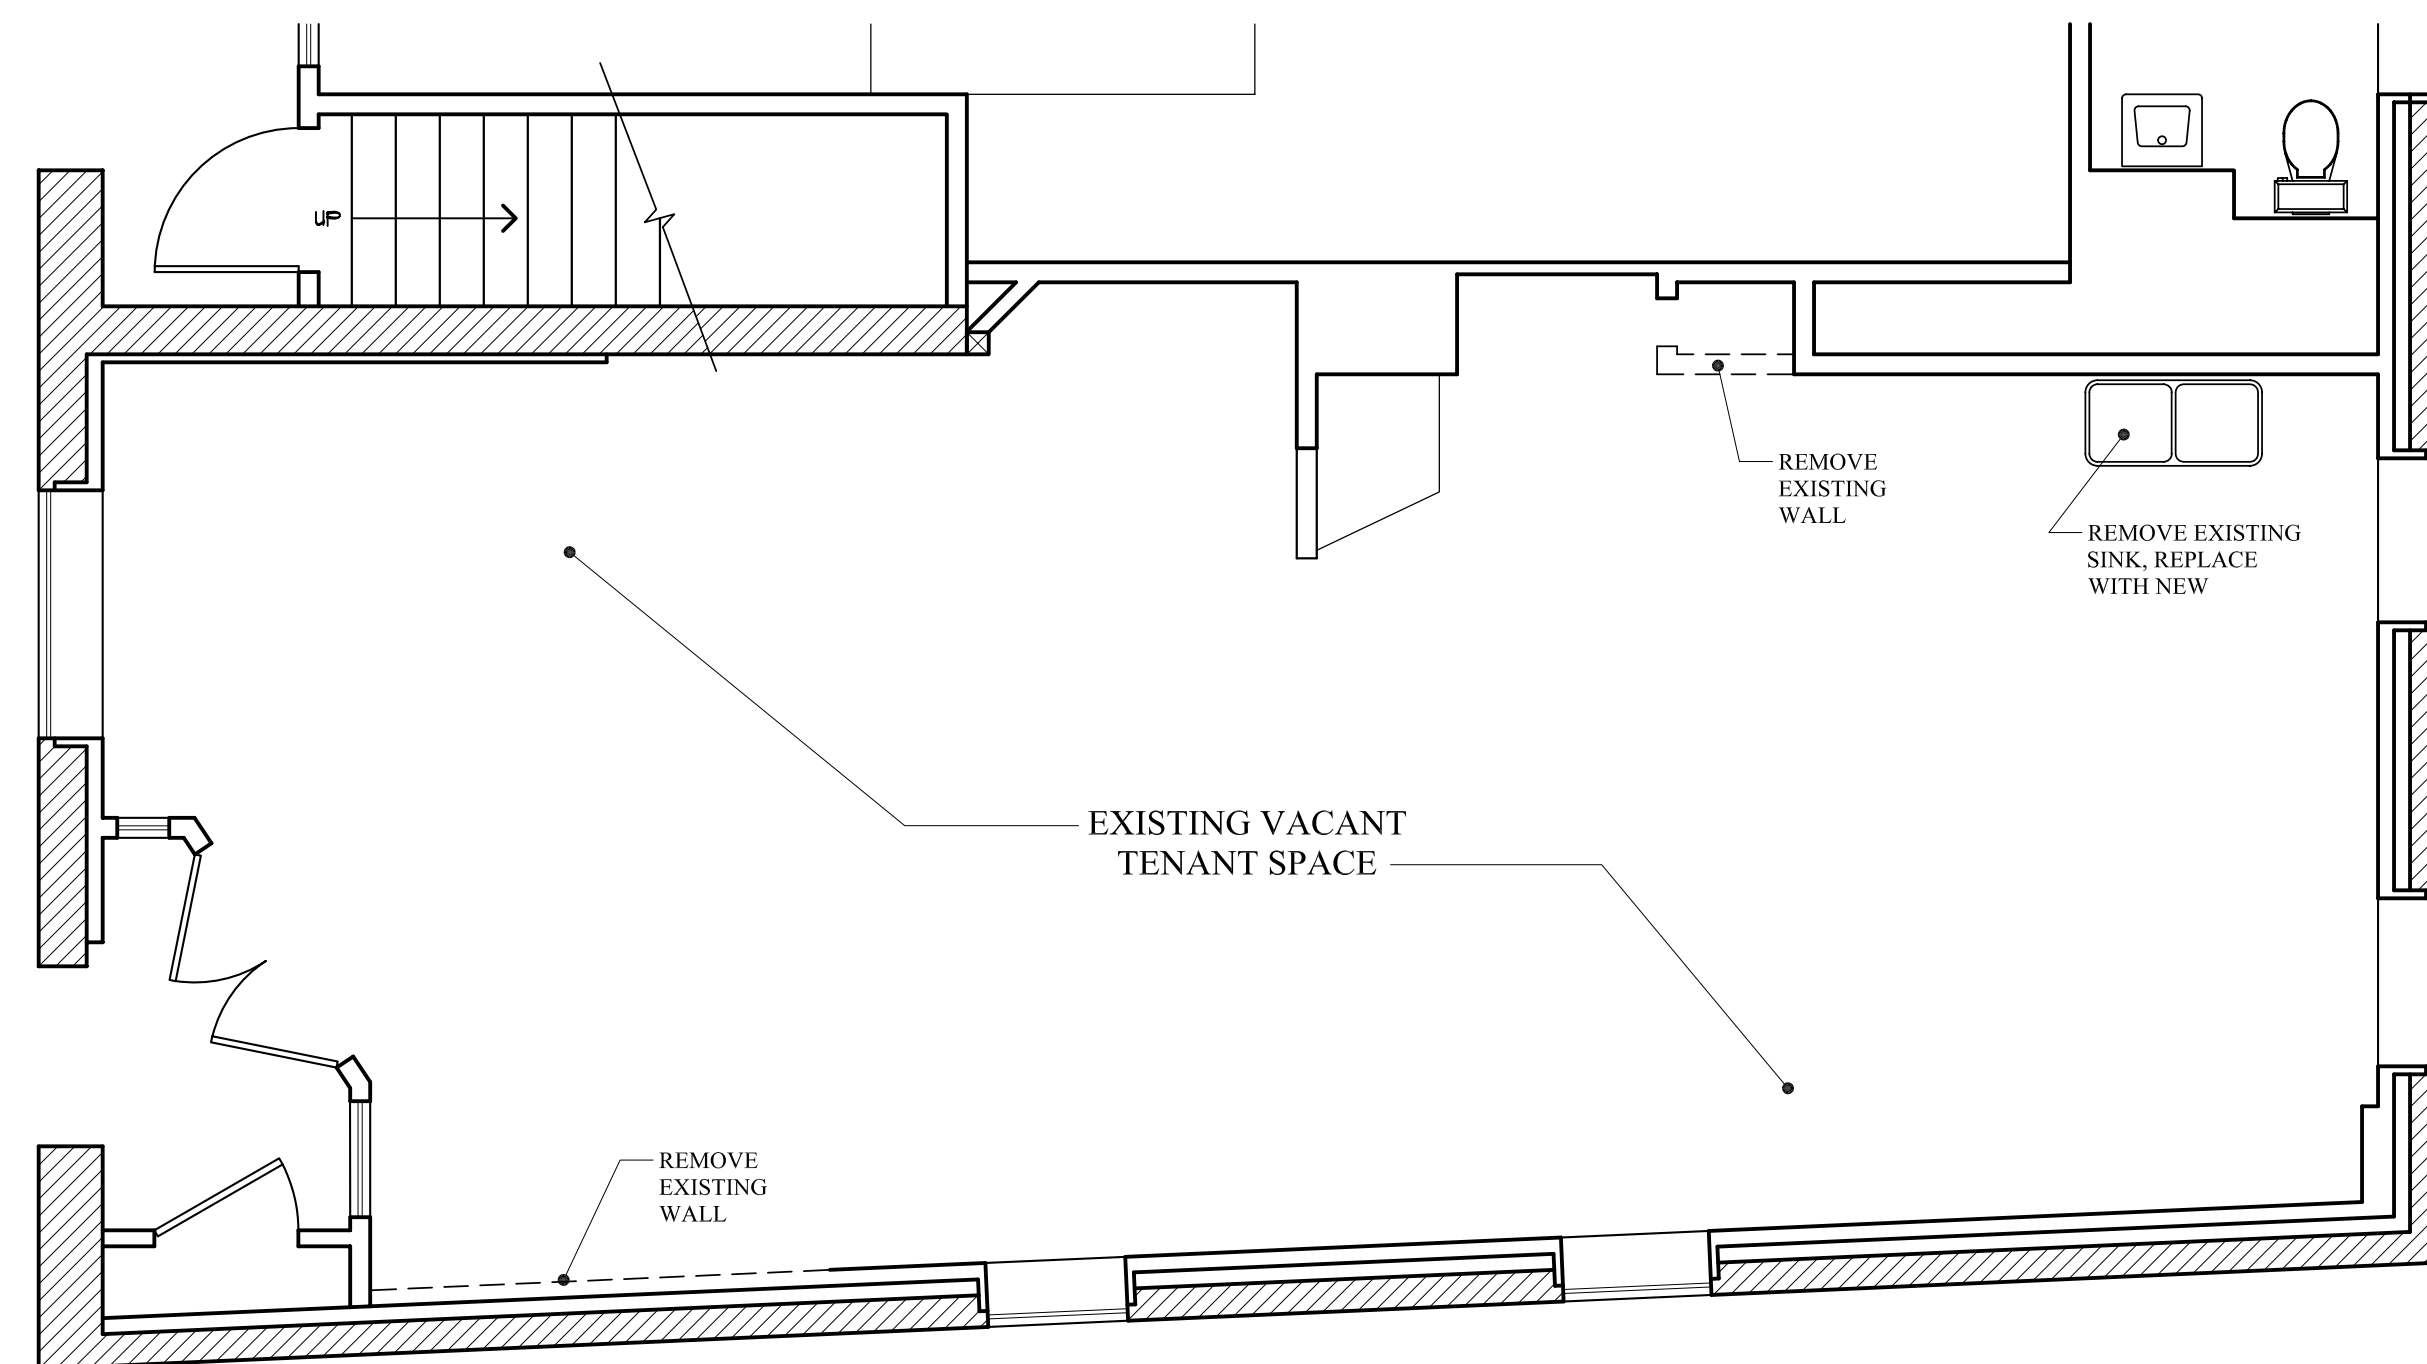 up
REMOVE
EXISTING
WALL
REMOVE EXISTING
SINK, REPLACE
WITH NEW
EXISTING VACANT
TENANT SPACE
REMOVE
EXISTING
WALL